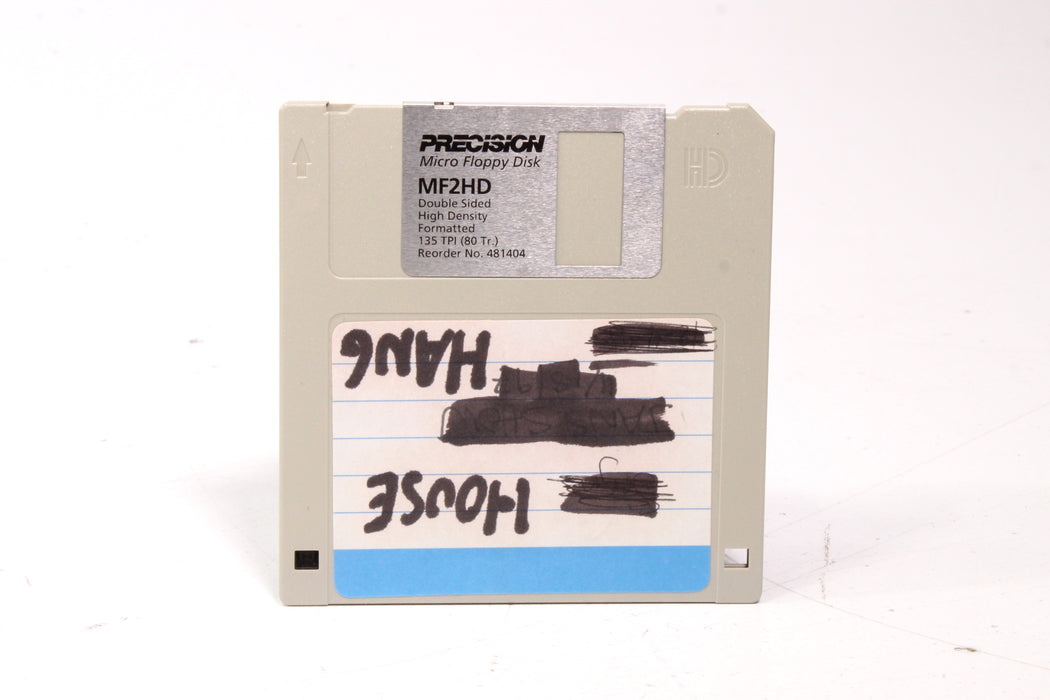 PRECISION
Micro Floppy Disk
MF2HD
Double Sided
High Density
Formatted
135 TPI (80 Tr.)
Reorder No. 481404
HD
HOUSE
HANG